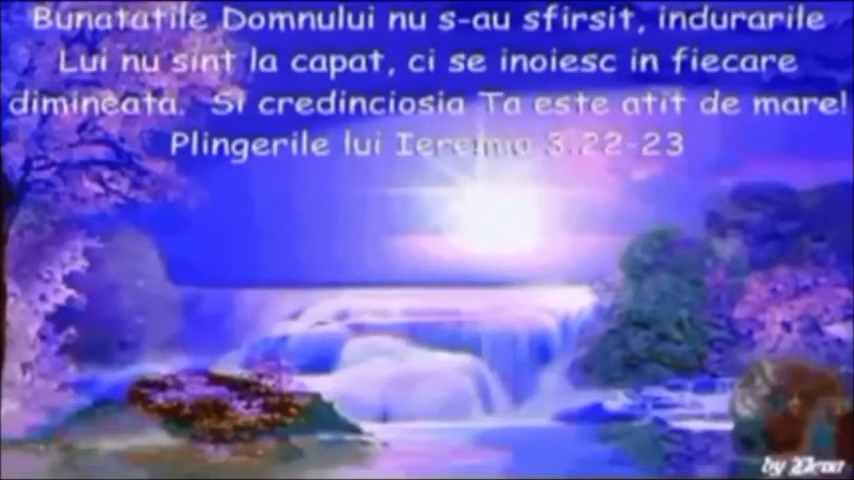 Bunatatile Domnului nu s-au sfirsit, indurarile
Lui nu sint la capat, ci se inoiesc in fiecare
dimineata. Si credinciosia Ta este atit de mare!
Plingerile lui Ieremia 3.22-23
by